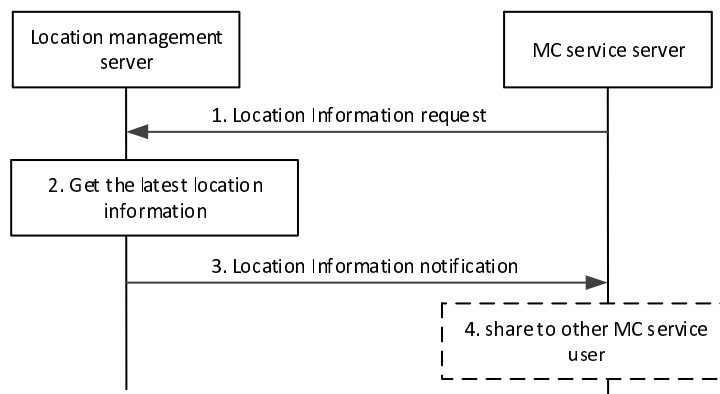 Location management
server
MC service server
1. Location Information request
2. Get the latest location
information
3. Location Information notification
4. share to other MC service
user